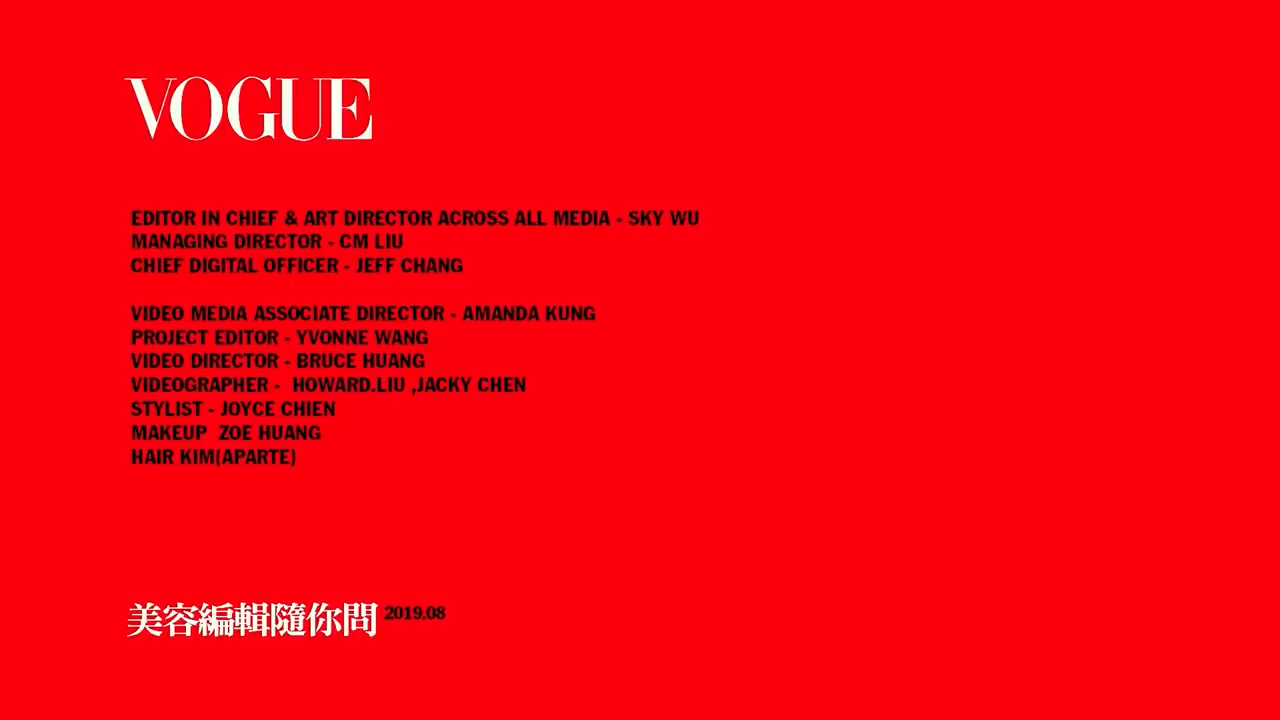 VOGUE
EDITOR IN CHIEF & ART DIRECTOR ACROSS ALL MEDIA - SKY WU
MANAGING DIRECTOR - CM LIU
CHIEF DIGITAL OFFICER - JEFF CHANG
VIDEO MEDIA ASSOCIATE DIRECTOR - AMANDA KUNG
PROJECT EDITOR - YVONNE WANG
VIDEO DIRECTOR - BRUCE HUANG
VIDEOGRAPHER -  HOWARD.LIU ,JACKY CHEN
STYLIST - JOYCE CHIEN
MAKEUP  ZOE HUANG
HAIR KIM(APARTE)
美容編輯隨你問 2019.08